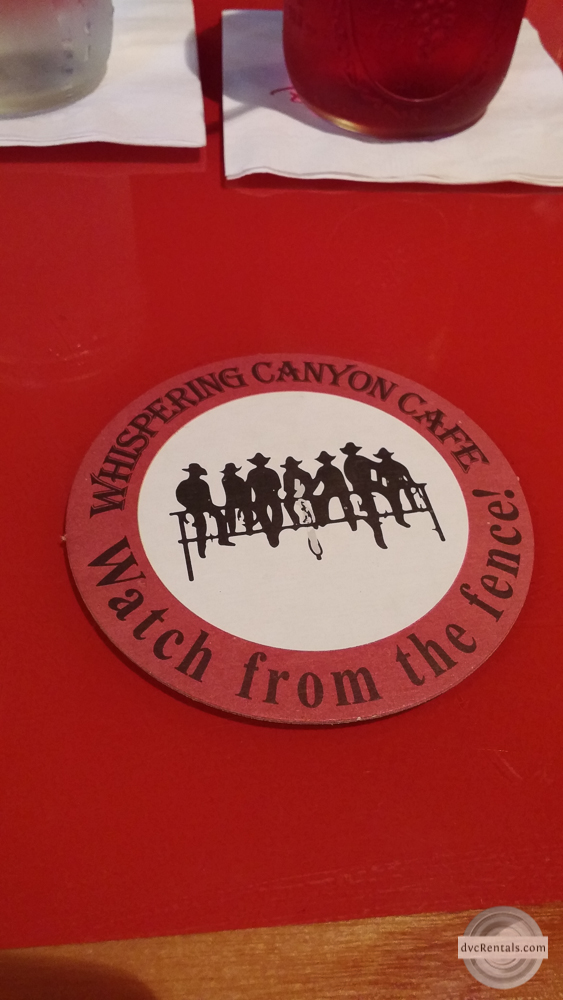 WHISPERING CANYON CAFE
Watch from the fence!
dvcRentals.com